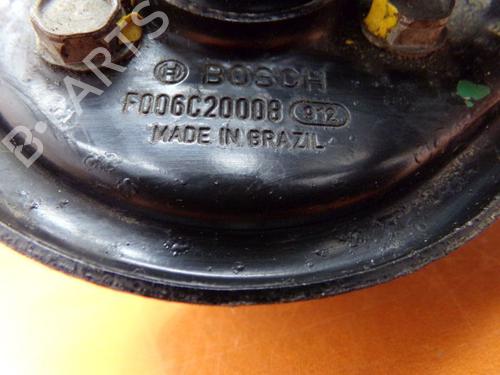 BOSCH
F006C20008 912
MADE IN BRAZIL
B-PARTS